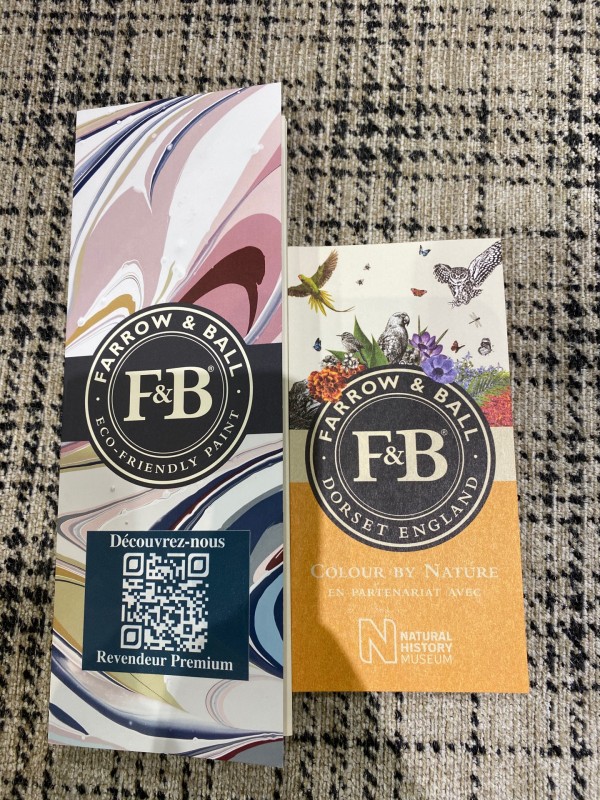 FARROW & BALL
F&B®
ECO-FRIENDLY PAINT
Découvrez-nous
Revendeur Premium
FARROW & BALL
F&B®
DORSET ENGLAND
COLOUR BY NATURE
EN PARTENARIAT AVEC
N
NATURAL
HISTORY
MUSEUM